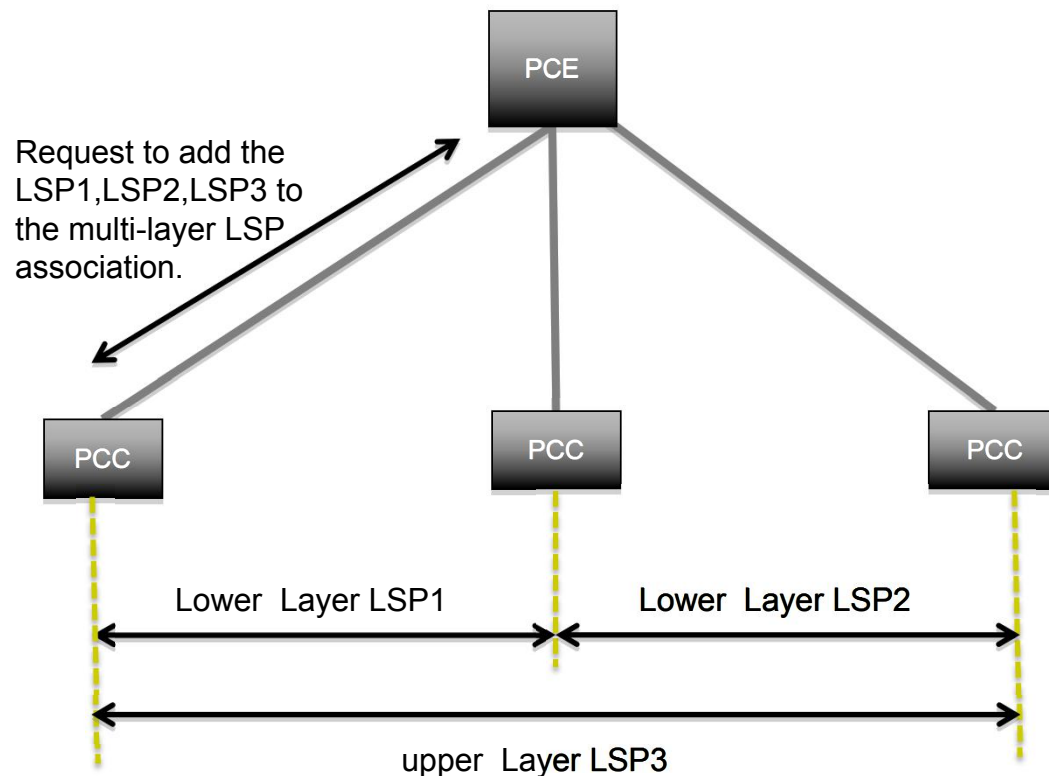 PCE
Request to add the
LSP1,LSP2,LSP3 to
the multi-layer LSP
association.
PCC
PCC
PCC
Lower Layer LSP1
Lower Layer LSP2
upper Layer LSP3